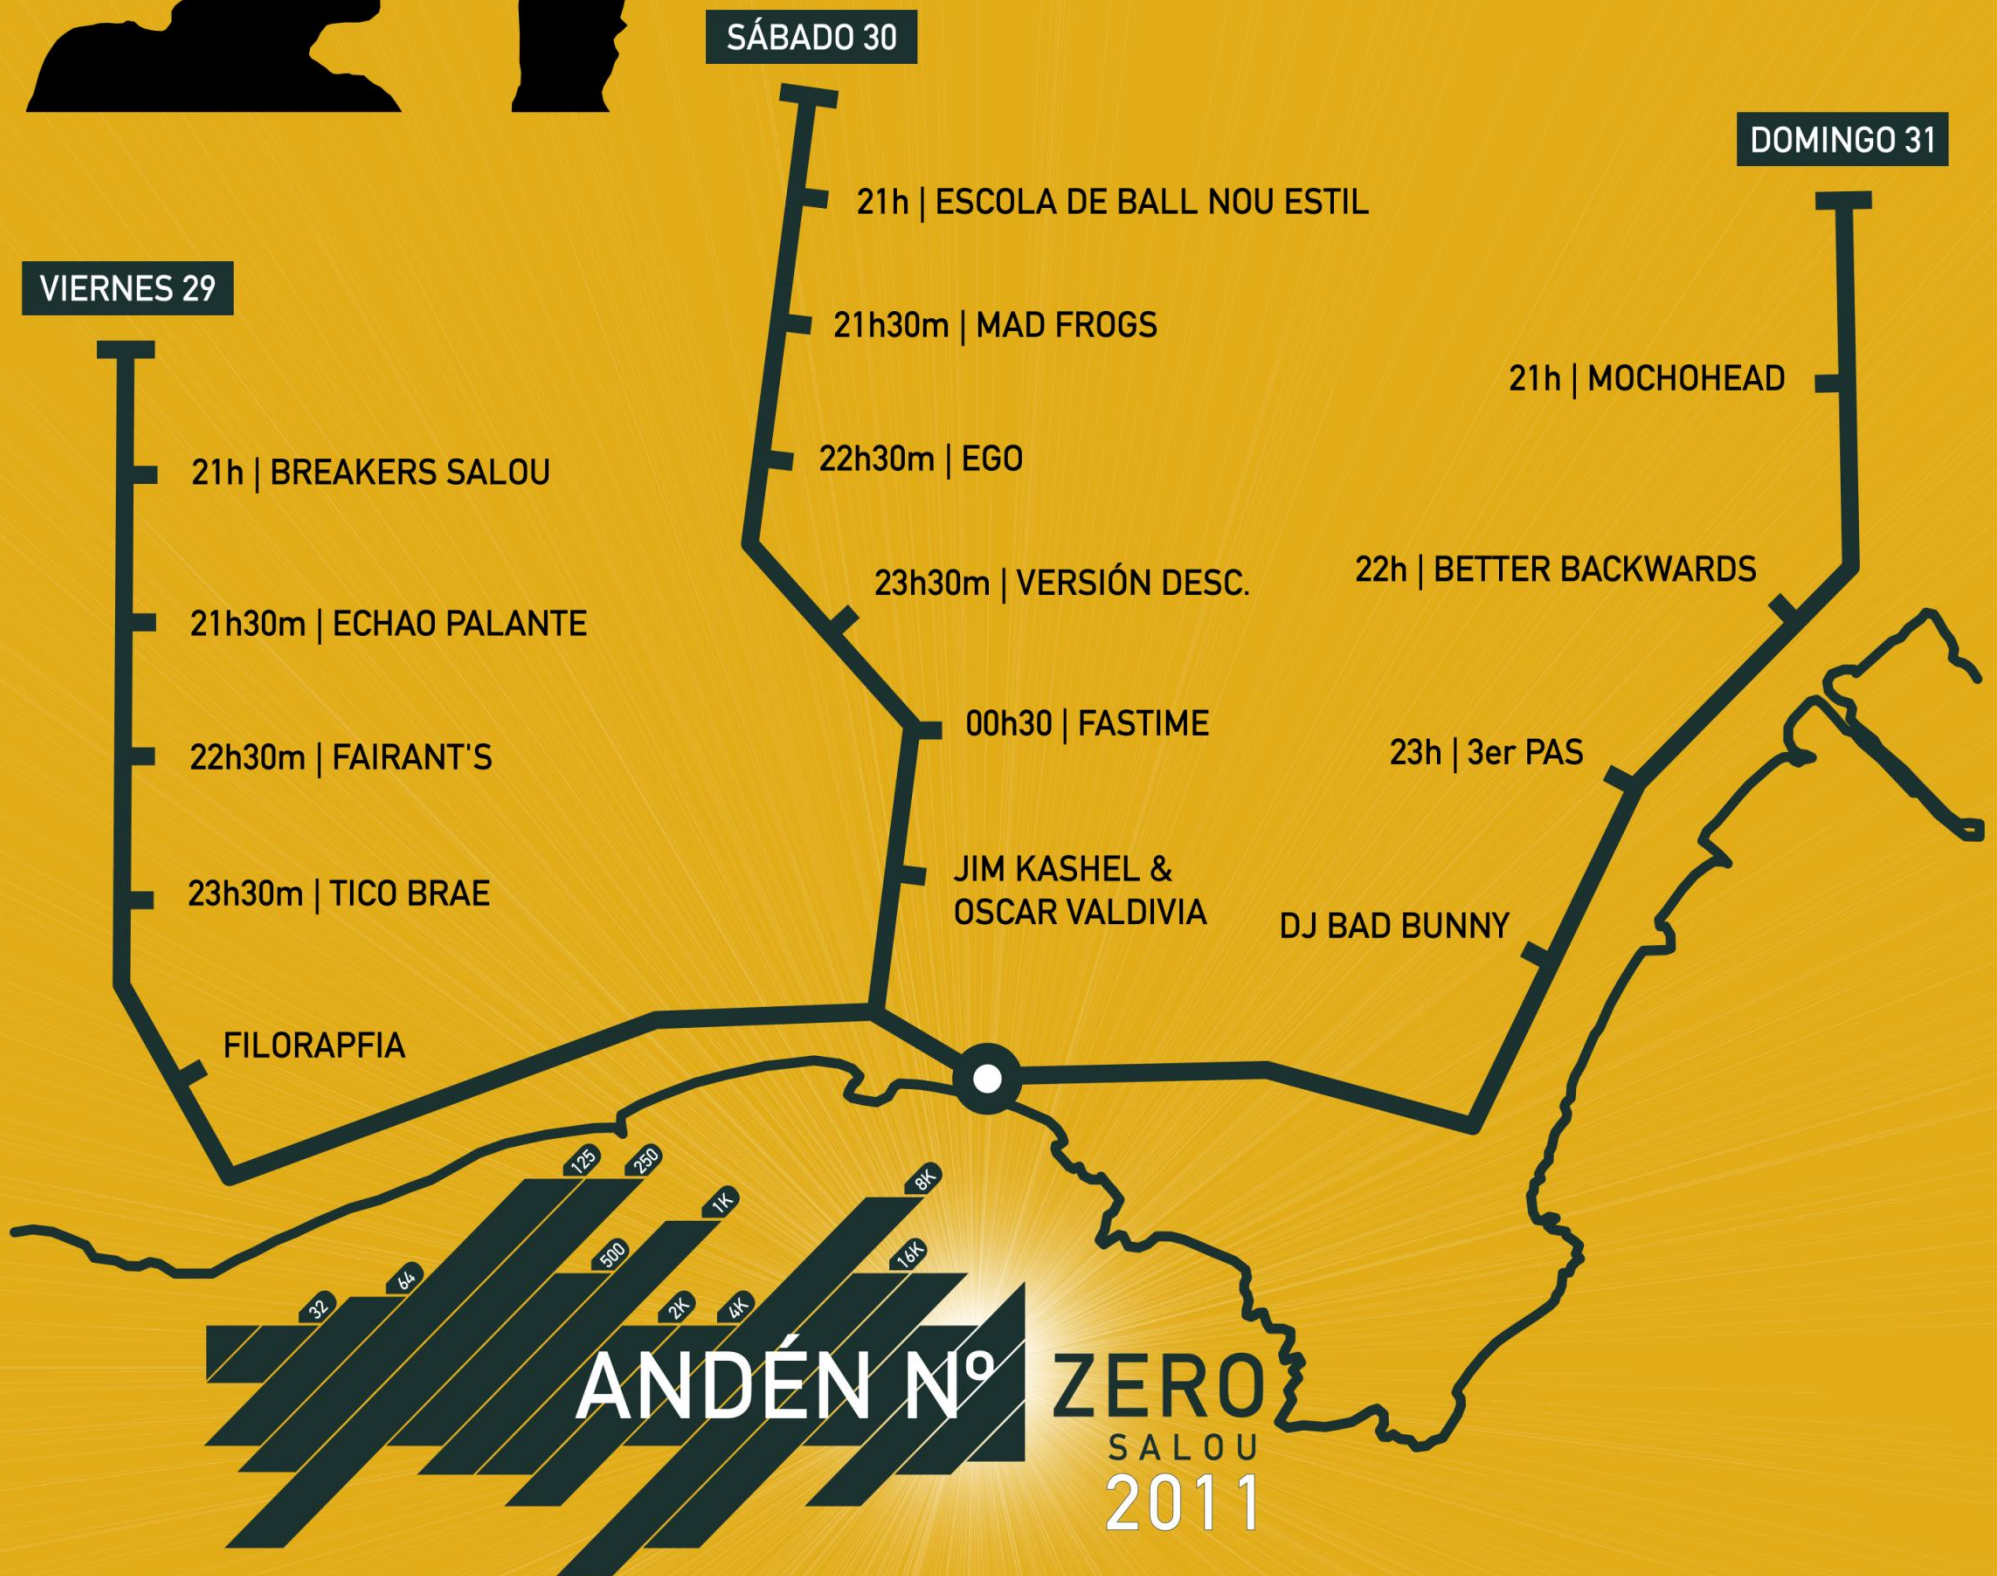 SÁBADO 30
21h | ESCOLA DE BALL NOU ESTIL
21h30m | MAD FROGS
22h30m | EGO
23h30m | VERSIÓN DESC.
00h30 | FASTIME
JIM KASHEL &
OSCAR VALDIVIA
DOMINGO 31
21h | MOCHOHEAD
22h | BETTER BACKWARDS
23h | 3er PAS
DJ BAD BUNNY
VIERNES 29
21h | BREAKERS SALOU
21h30m | ECHAO PALANTE
22h30m | FAIRANT'S
23h30m | TICO BRAE
FILORAPFIA
32
64
125
250
500
1K
2K
4K
8K
16K
ANDÉN Nº ZERO
SALOU
2011